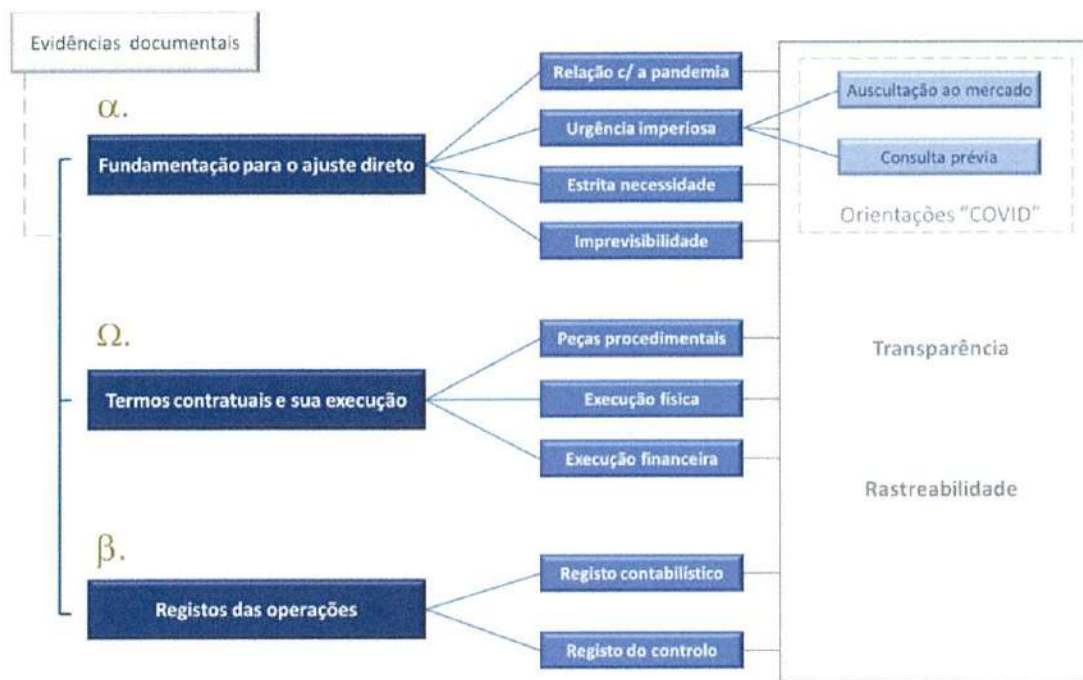 Evidências documentais
α.
Fundamentação para o ajuste direto
Relação c/ a pandemia
Urgência imperiosa
Estrita necessidade
Imprevisibilidade
Auscultação ao mercado
Consulta prévia
Orientações "COVID"
Ω.
Termos contratuais e sua execução
Peças procedimentais
Execução física
Execução financeira
Transparência
Rastreabilidade
β.
Registos das operações
Registo contabilístico
Registo do controlo